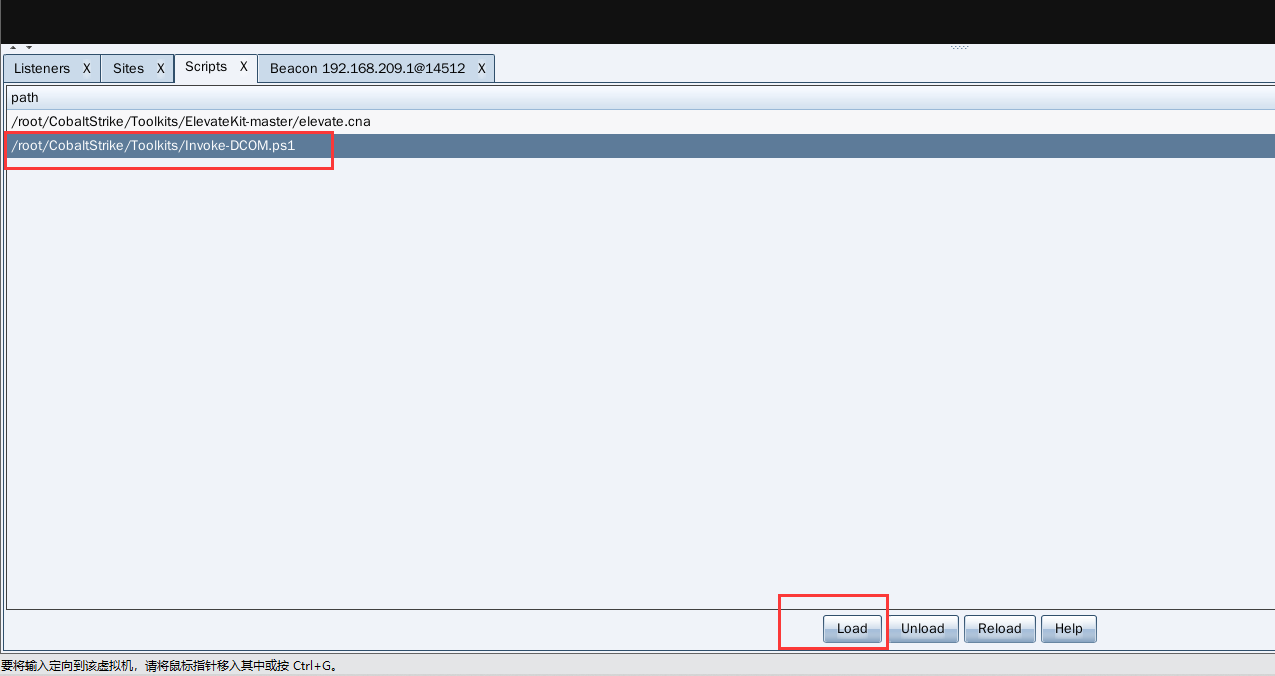 Listeners X Sites X Scripts X Beacon 192.168.209.1@14512 X
path
/root/CobaltStrike/Toolkits/ElevateKit-master/elevate.cna
/root/CobaltStrike/Toolkits/Invoke-DCOM.ps1
Load Unload Reload Help
要将输入定向到该虚拟机，请将鼠标指针移入其中或按 Ctrl+G。